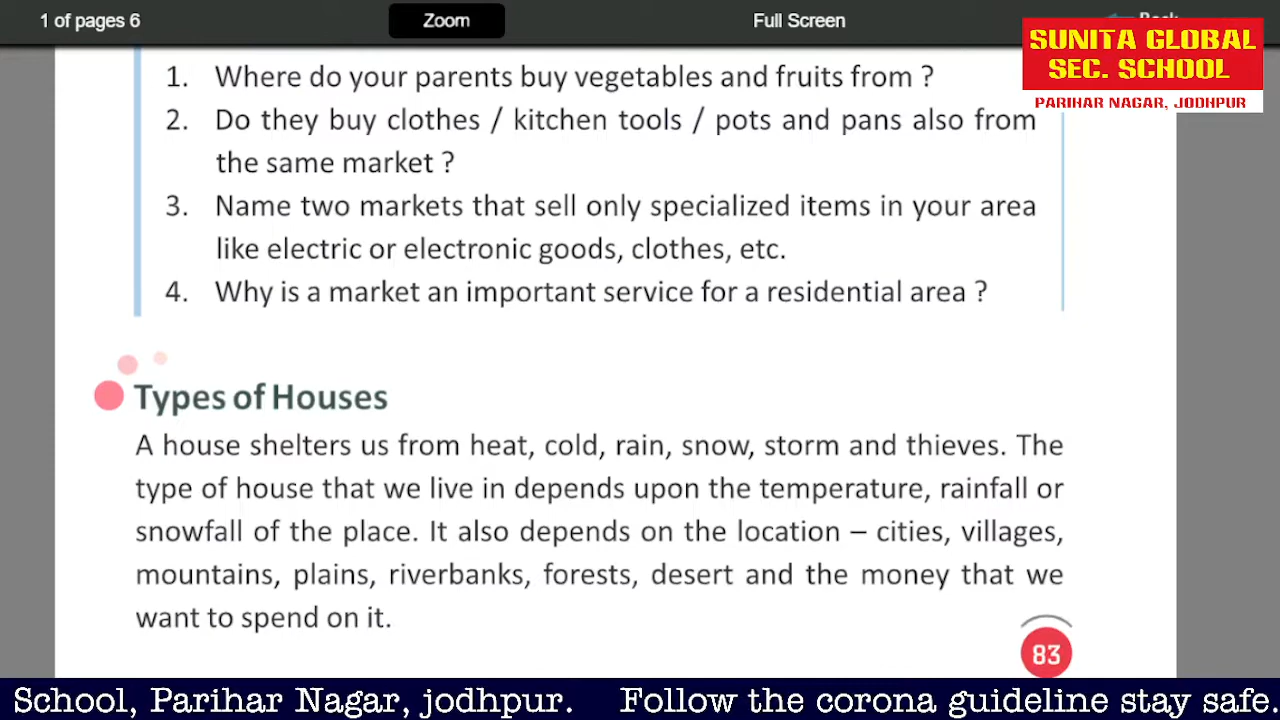 1 of pages 6 Zoom Full Screen Back
SUNITA GLOBAL
SEC. SCHOOL
PARIHAR NAGAR, JODHPUR
1. Where do your parents buy vegetables and fruits from ?
2. Do they buy clothes / kitchen tools / pots and pans also from
the same market ?
3. Name two markets that sell only specialized items in your area
like electric or electronic goods, clothes, etc.
4. Why is a market an important service for a residential area ?
Types of Houses
A house shelters us from heat, cold, rain, snow, storm and thieves. The
type of house that we live in depends upon the temperature, rainfall or
snowfall of the place. It also depends on the location – cities, villages,
mountains, plains, riverbanks, forests, desert and the money that we
want to spend on it.
83
School, Parihar Nagar, jodhpur. Follow the corona guideline stay safe.